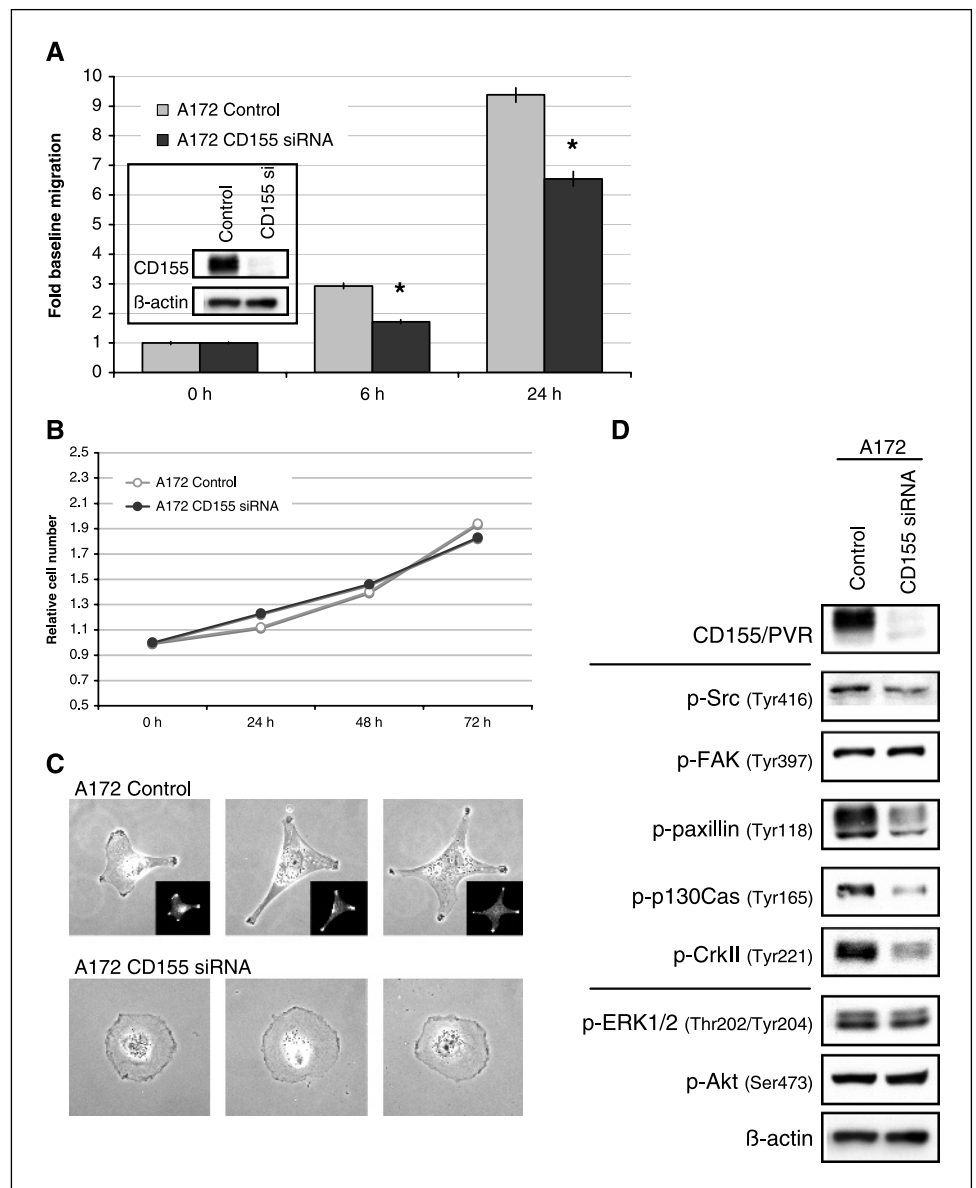 A
10
9
8
7
6
5
4
3
2
1
0
Fold baseline migration
A172 Control
A172 CD155 siRNA
*
*
Control
CD155 si
CD155
ß-actin
0 h
6 h
24 h
B
2.5
2.3
2.1
1.9
1.7
1.5
1.3
1.1
0.9
0.7
0.5
Relative cell number
A172 Control
A172 CD155 siRNA
0 h
24 h
48 h
72 h
C
A172 Control
A172 CD155 siRNA
D
A172
Control
CD155 siRNA
CD155/PVR
p-Src (Tyr416)
p-FAK (Tyr397)
p-paxillin (Tyr118)
p-p130Cas (Tyr165)
p-CrkII (Tyr221)
p-ERK1/2 (Thr202/Tyr204)
p-Akt (Ser473)
ß-actin